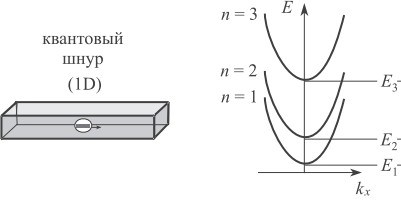 квантовый
шнур
(1D)
n = 3
E
n = 2
n = 1
E₃
E₂
E₁
kₓ